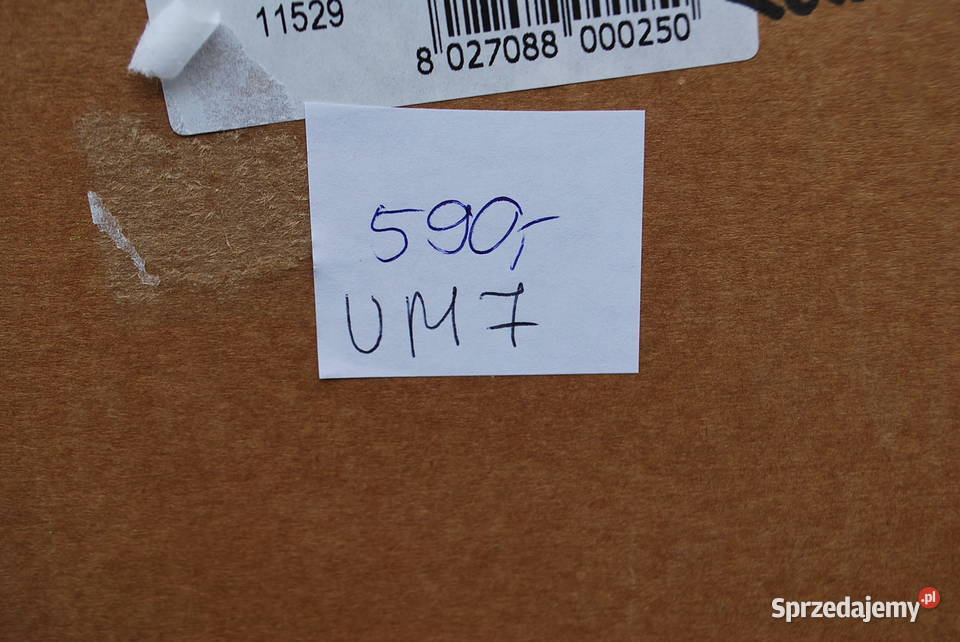 11529
8 027088 000250
590,-
UM7
Sprzedajemy.pl